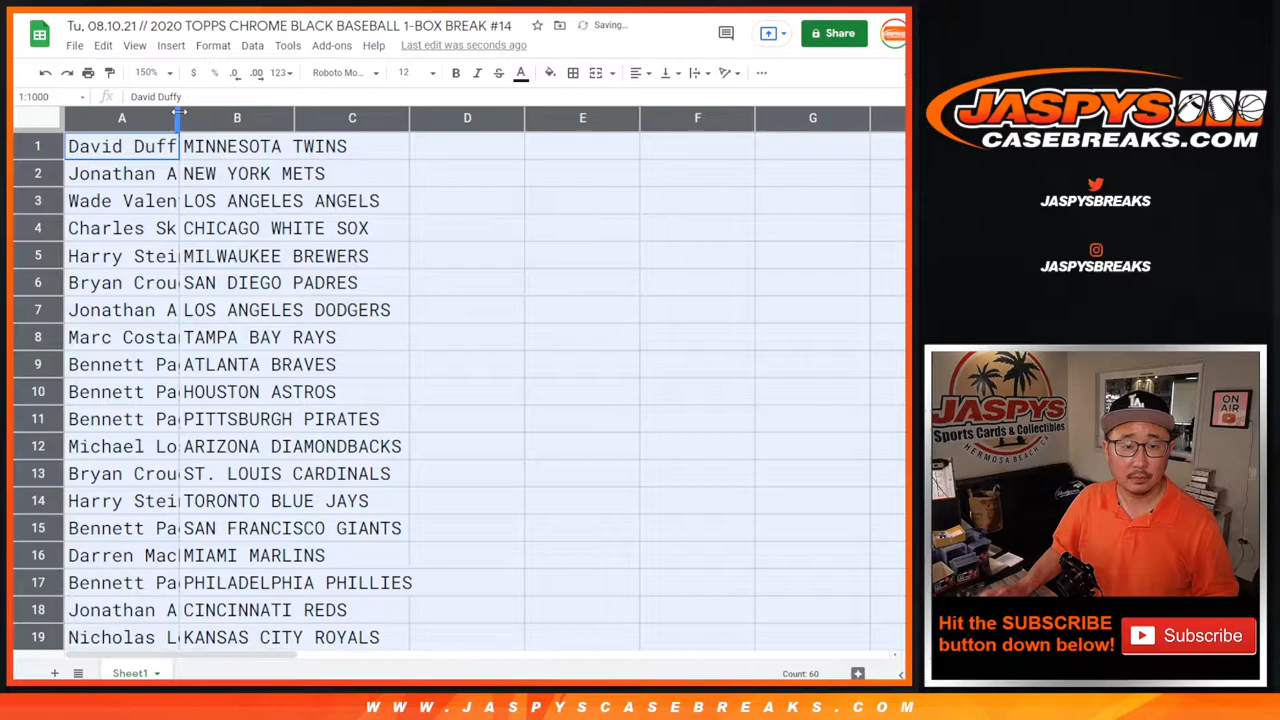 Tu, 08.10.21 // 2020 TOPPS CHROME BLACK BASEBALL 1-BOX BREAK #14
Saving...
File Edit View Insert Format Data Tools Add-ons Help Last edit was seconds ago
Share
150% $ % .0 .00 123 Roboto Mo... 12 B I S A
1:1000 fx David Duffy
A B C D E F G
1 David Duff MINNESOTA TWINS
2 Jonathan A NEW YORK METS
3 Wade Valen LOS ANGELES ANGELS
4 Charles Sk CHICAGO WHITE SOX
5 Harry Stei MILWAUKEE BREWERS
6 Bryan Crou SAN DIEGO PADRES
7 Jonathan A LOS ANGELES DODGERS
8 Marc Costa TAMPA BAY RAYS
9 Bennett Pa ATLANTA BRAVES
10 Bennett Pa HOUSTON ASTROS
11 Bennett Pa PITTSBURGH PIRATES
12 Michael Lo ARIZONA DIAMONDBACKS
13 Bryan Crou ST. LOUIS CARDINALS
14 Harry Stei TORONTO BLUE JAYS
15 Bennett Pa SAN FRANCISCO GIANTS
16 Darren Mac MIAMI MARLINS
17 Bennett Pa PHILADELPHIA PHILLIES
18 Jonathan A CINCINNATI REDS
19 Nicholas L KANSAS CITY ROYALS
Sheet1
Count: 60
JASPYS
CASEBREAKS.COM
JASPYSBREAKS
JASPYSBREAKS
JASPYS
Sports Cards & Collectibles
HERMOSA BEACH, CA
ON AIR
LA
Hit the SUBSCRIBE
button down below!
Subscribe
WWW.JASPYSCASEBREAKS.COM